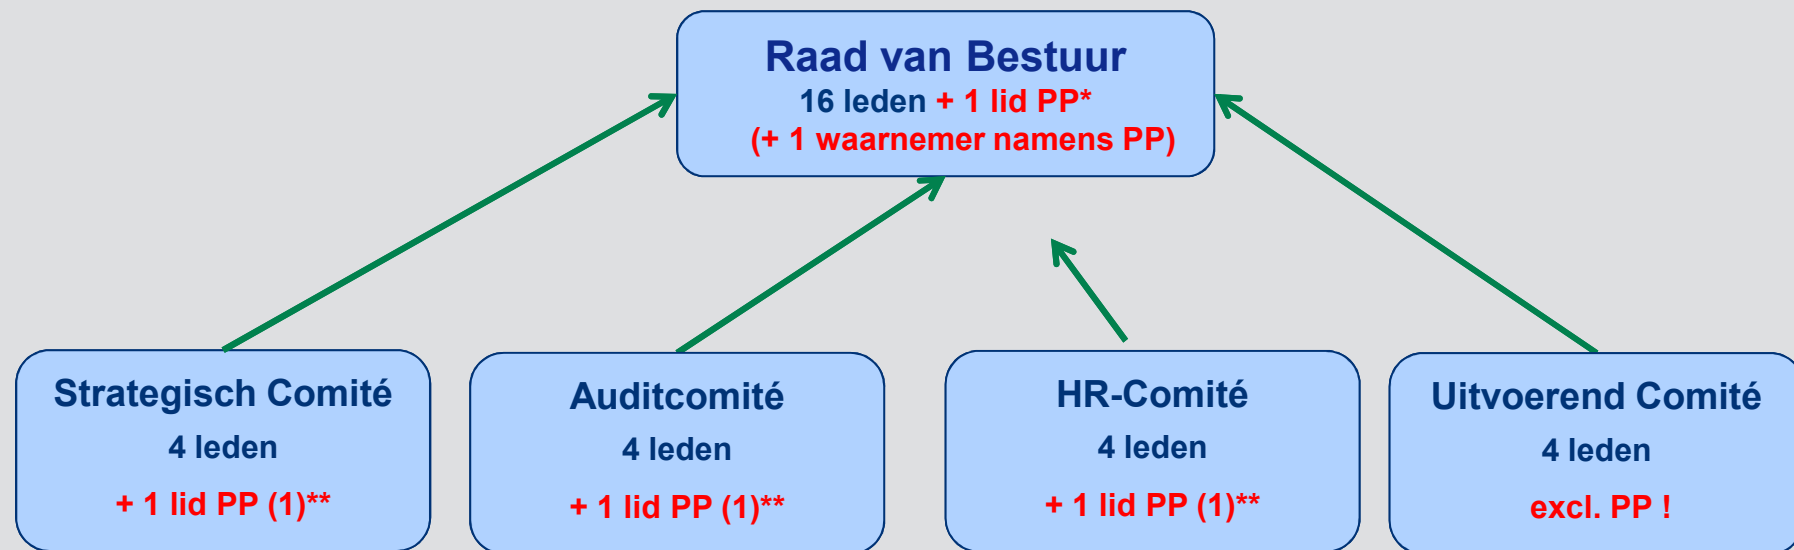 Raad van Bestuur
16 leden + 1 lid PP*
(+ 1 waarnemer namens PP)
Strategisch Comité
4 leden
+ 1 lid PP (1)**
Auditcomité
4 leden
+ 1 lid PP (1)**
HR-Comité
4 leden
+ 1 lid PP (1)**
Uitvoerend Comité
4 leden
excl. PP !